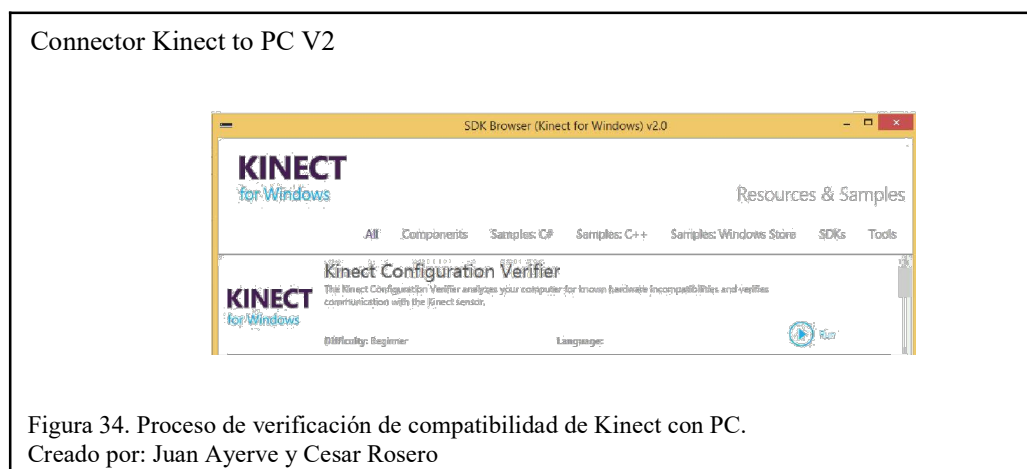 Connector Kinect to PC V2
SDK Browser (Kinect for Windows) v2.0
KINECT
for Windows
Resources & Samples
All Components Samples: C# Samples: C++ Samples: Windows Store SDKs Tools
Kinect Configuration Verifier
The Kinect Configuration Verifier analyzes your computer for known hardware incompatibilities and verifies
communication with the Kinect sensor.
KINECT
for Windows
Difficulty: Beginner Language:
Run
Figura 34. Proceso de verificación de compatibilidad de Kinect con PC.
Creado por: Juan Ayerve y Cesar Rosero